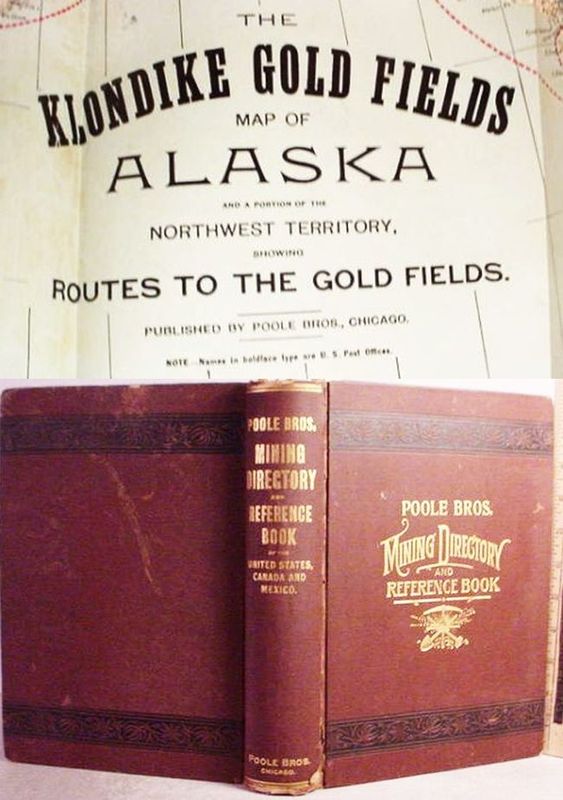 THE
KLONDIKE GOLD FIELDS
MAP OF
ALASKA
AND A PORTION OF THE
NORTHWEST TERRITORY,
SHOWING
ROUTES TO THE GOLD FIELDS.
PUBLISHED BY POOLE BROS., CHICAGO.
NOTE.—Names in boldface type are U. S. Post Offices.
POOLE BROS.
MINING
DIRECTORY
AND
REFERENCE
BOOK
OF THE
UNITED STATES,
CANADA AND
MEXICO.
POOLE BROS.
CHICAGO.
POOLE BROS.
MINING DIRECTORY
AND
REFERENCE BOOK